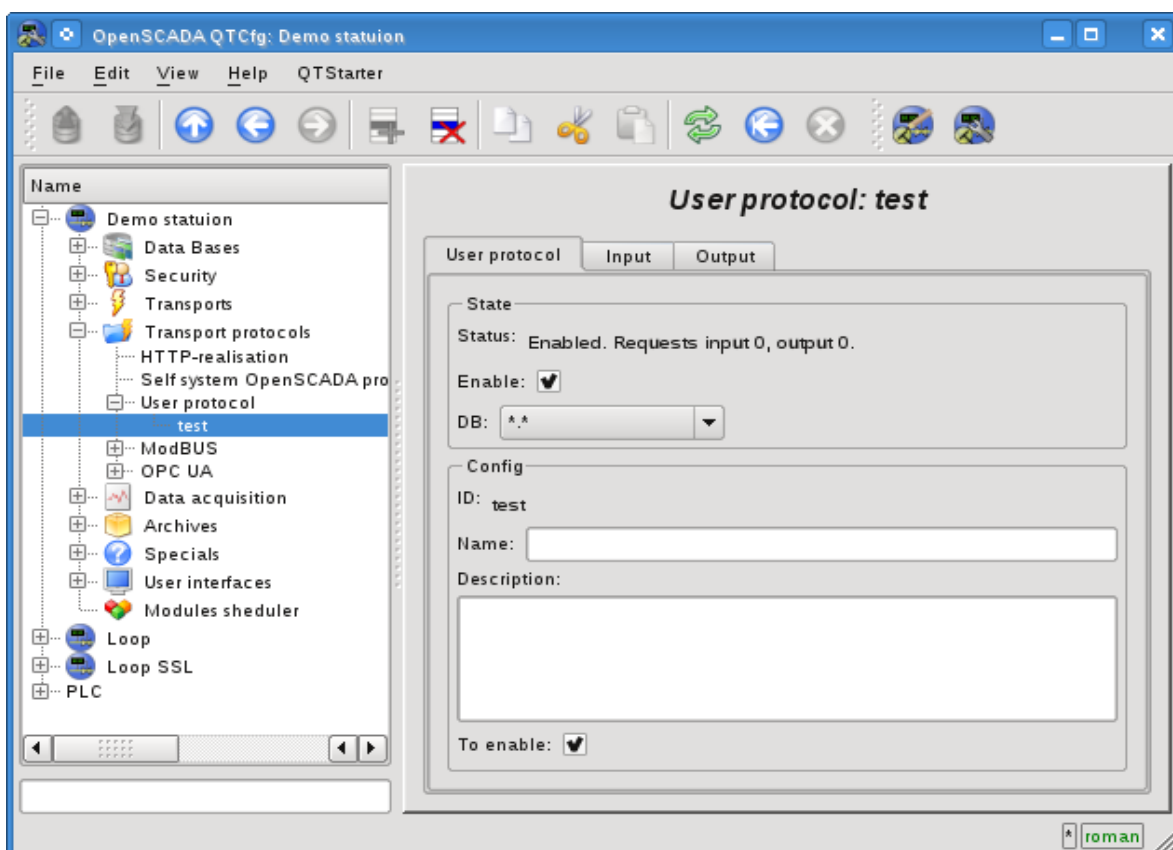 OpenSCADA QTCfg: Demo statuion
File Edit View Help QTStarter
Name
Demo statuion
Data Bases
Security
Transports
Transport protocols
HTTP-realisation
Self system OpenSCADA pro
User protocol
test
ModBUS
OPC UA
Data acquisition
Archives
Specials
User interfaces
Modules sheduler
Loop
Loop SSL
PLC
User protocol: test
User protocol Input Output
State
Status: Enabled. Requests input 0, output 0.
Enable:
DB: *.*
Config
ID: test
Name:
Description:
To enable:
* roman